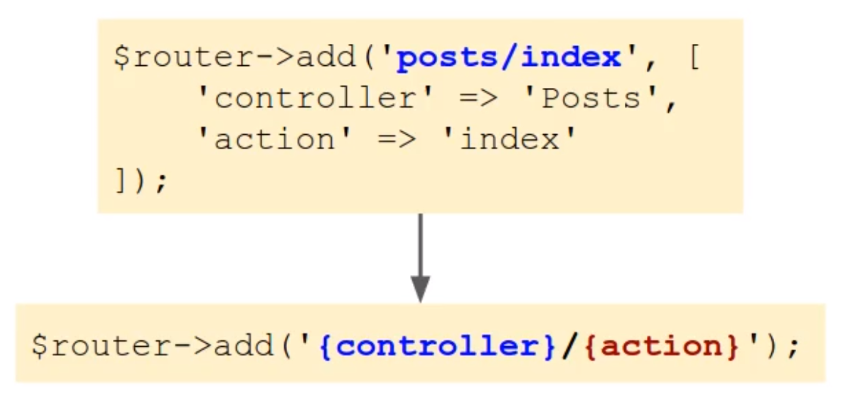 $router->add('posts/index', [
    'controller' => 'Posts',
    'action' => 'index'
]);
$router->add('{controller}/{action}');